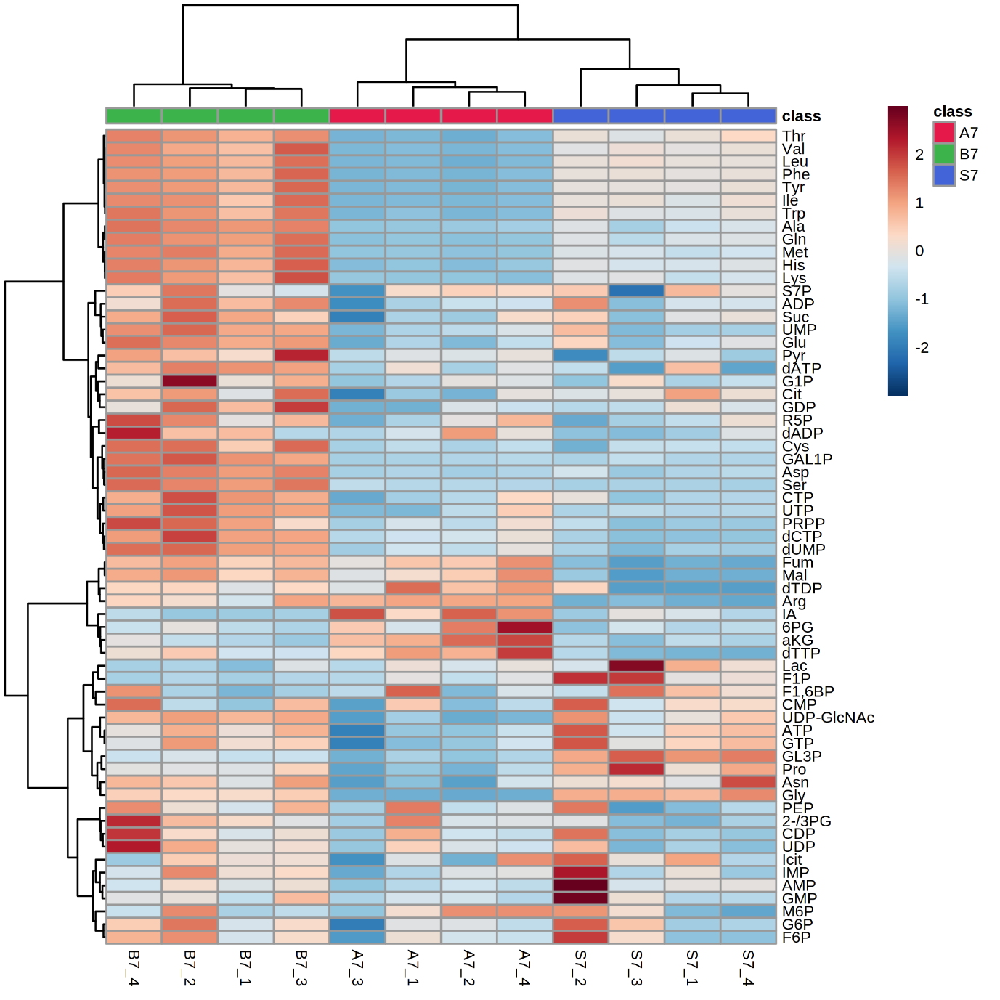 class
Thr
Val
Leu
Phe
Tyr
Ile
Trp
Ala
Gln
Met
His
Lys
S7P
ADP
Suc
UMP
Glu
Pyr
dATP
G1P
Cit
GDP
R5P
dADP
Cys
GAL1P
Asp
Ser
CTP
UTP
PRPP
dCTP
dUMP
Fum
Mal
dTDP
Arg
IA
6PG
aKG
dTTP
Lac
F1P
F1,6BP
CMP
UDP-GlcNAc
ATP
GTP
GL3P
Pro
Asn
Gly
PEP
2-/3PG
CDP
UDP
Icit
IMP
AMP
GMP
M6P
G6P
F6P
B7_4
B7_2
B7_1
B7_3
A7_3
A7_1
A7_2
A7_4
S7_2
S7_3
S7_1
S7_4
2
1
0
-1
-2
class
A7
B7
S7